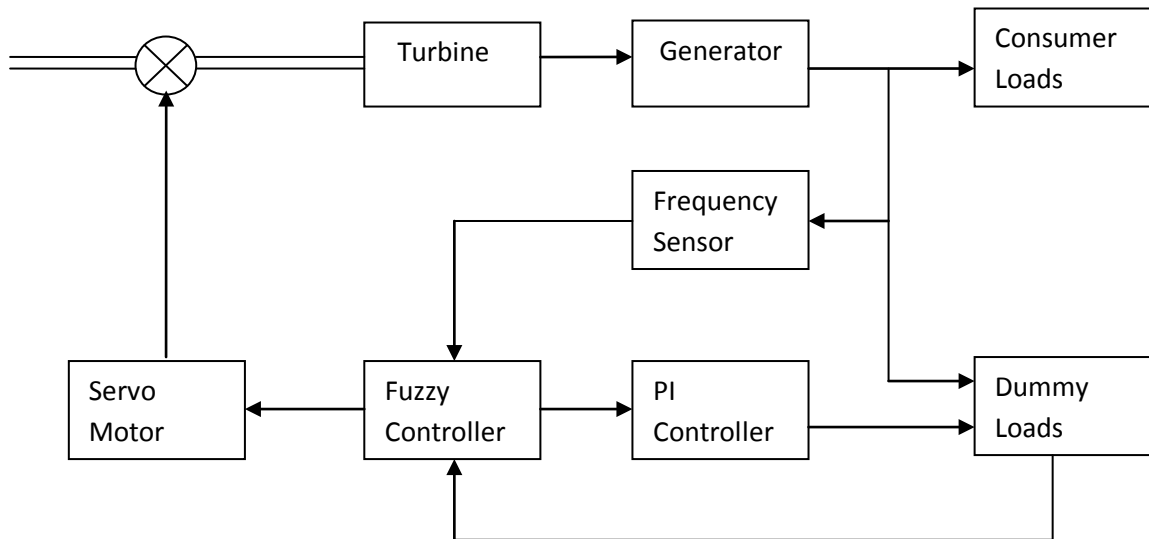 Turbine
Generator
Consumer
Loads
Frequency
Sensor
Servo
Motor
Fuzzy
Controller
PI
Controller
Dummy
Loads